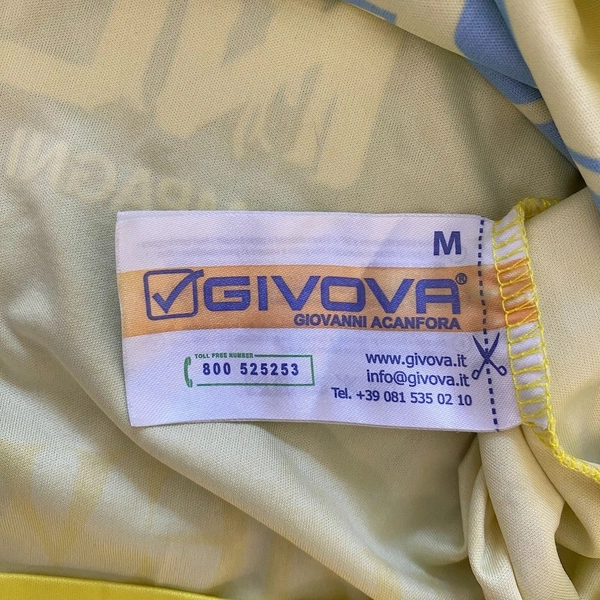 M
GIVOVA®
GIOVANNI ACANFORA
TOLL FREE NUMBER
800 525253
www.givova.it
info@givova.it
Tel. +39 081 535 02 10